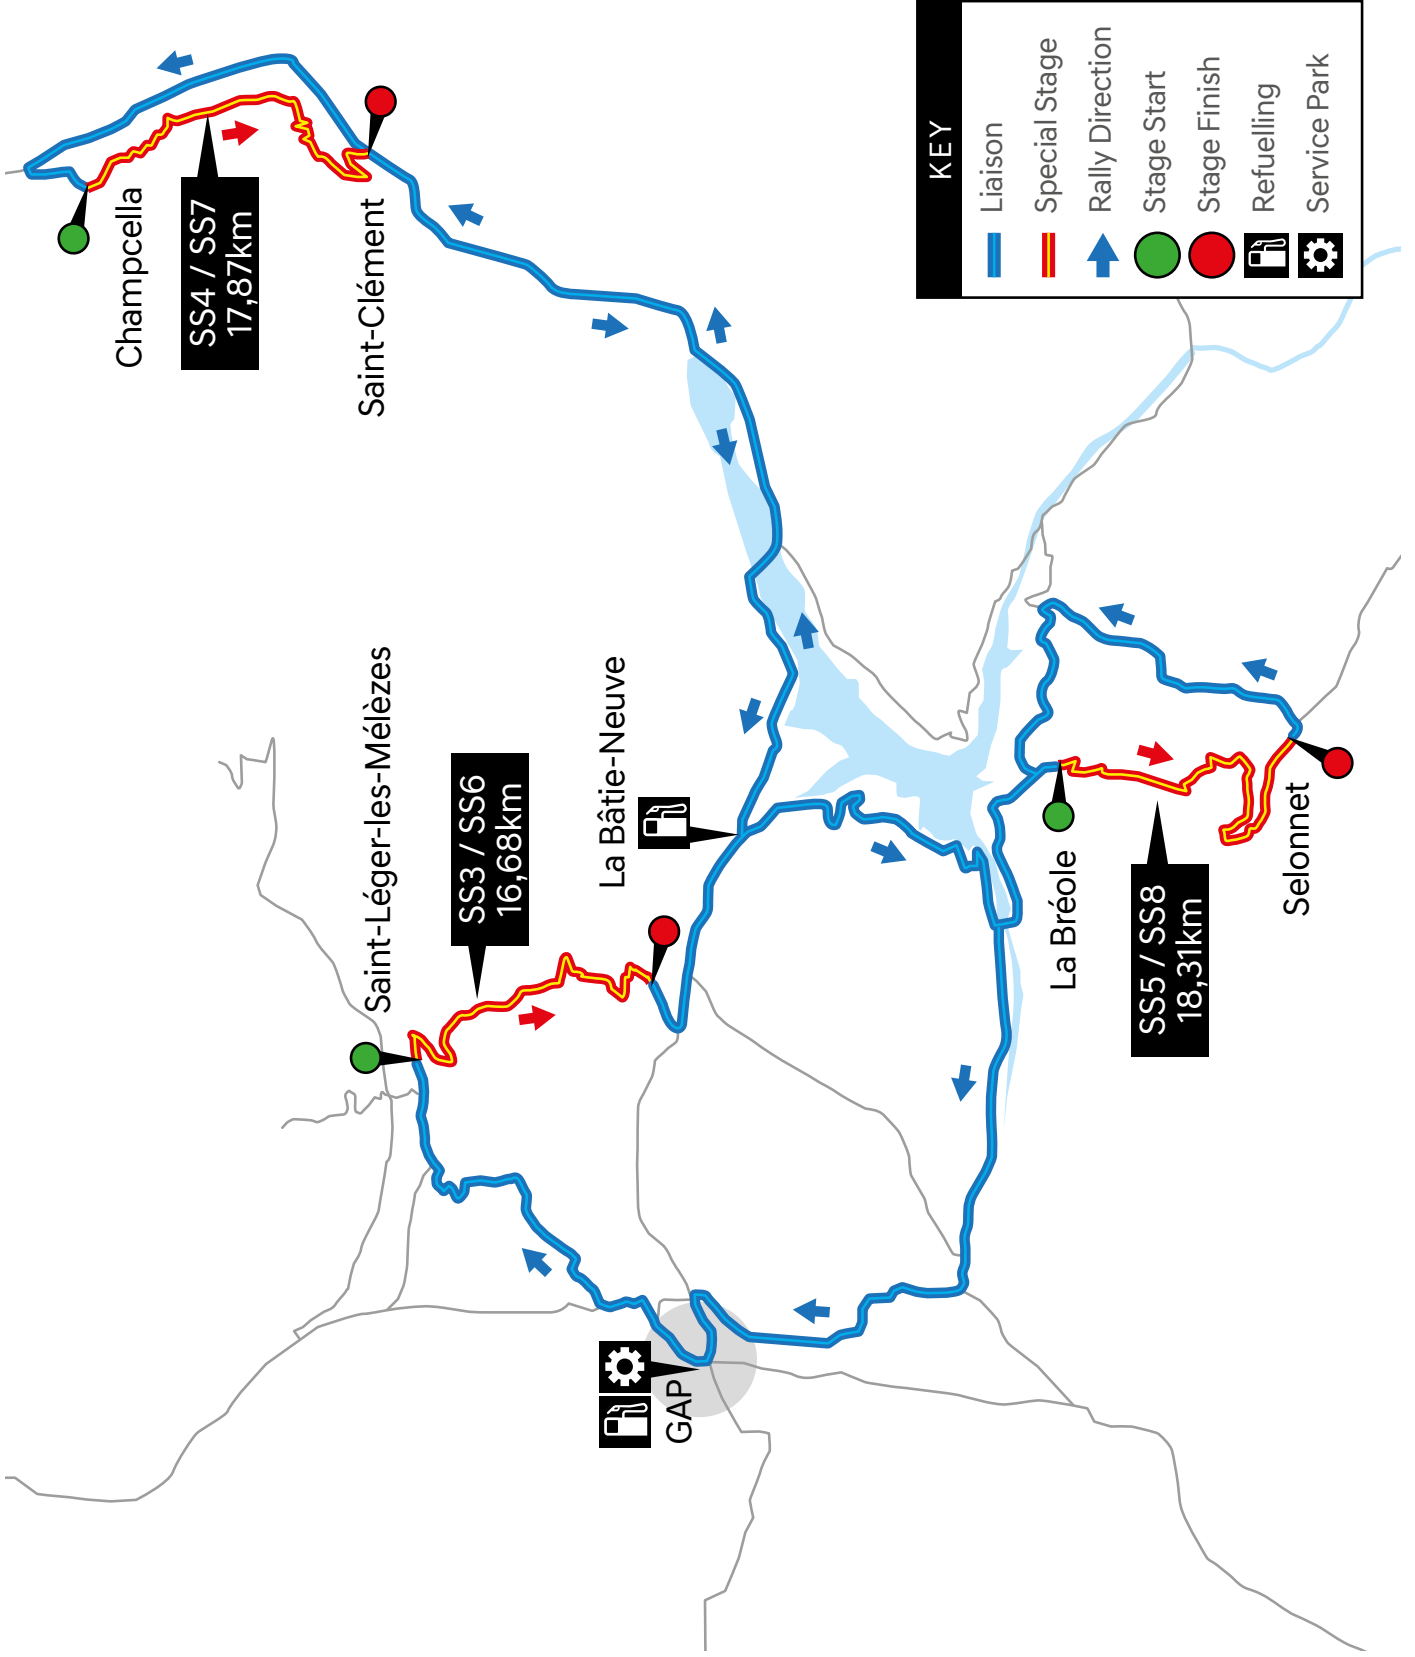 Saint-Léger-les-Mélèzes
SS3 / SS6
16,68km
La Bâtie-Neuve
GAP
Champcella
SS4 / SS7
17,87km
Saint-Clément
La Bréole
SS5 / SS8
18,31km
Selonnet
KEY
Liaison
Special Stage
Rally Direction
Stage Start
Stage Finish
Refuelling
Service Park